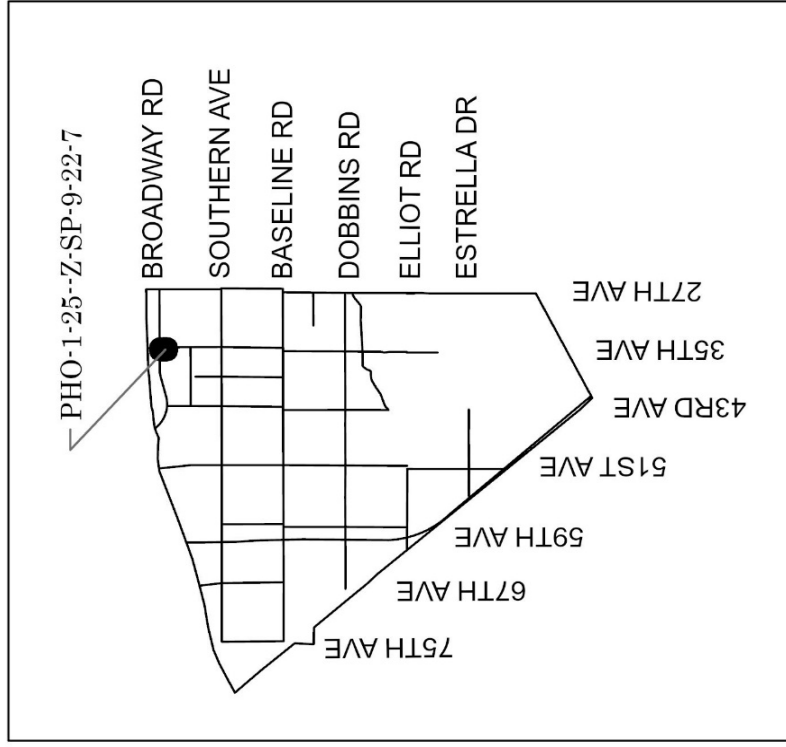 PHO-1-25--Z-SP-9-22-7
BROADWAY RD
SOUTHERN AVE
BASELINE RD
DOBBINS RD
ELLIOT RD
ESTRELLA DR
27TH AVE
35TH AVE
43RD AVE
51ST AVE
59TH AVE
67TH AVE
75TH AVE